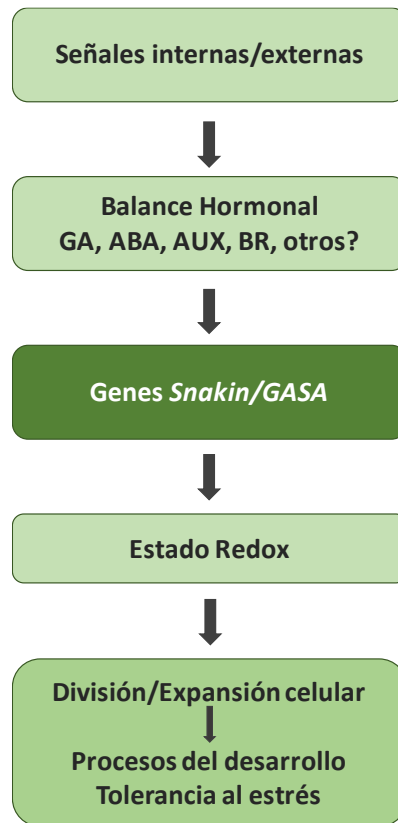 Señales internas/externas
Balance Hormonal
GA, ABA, AUX, BR, otros?
Genes Snakin/GASA
Estado Redox
División/Expansión celular
Procesos del desarrollo
Tolerancia al estrés